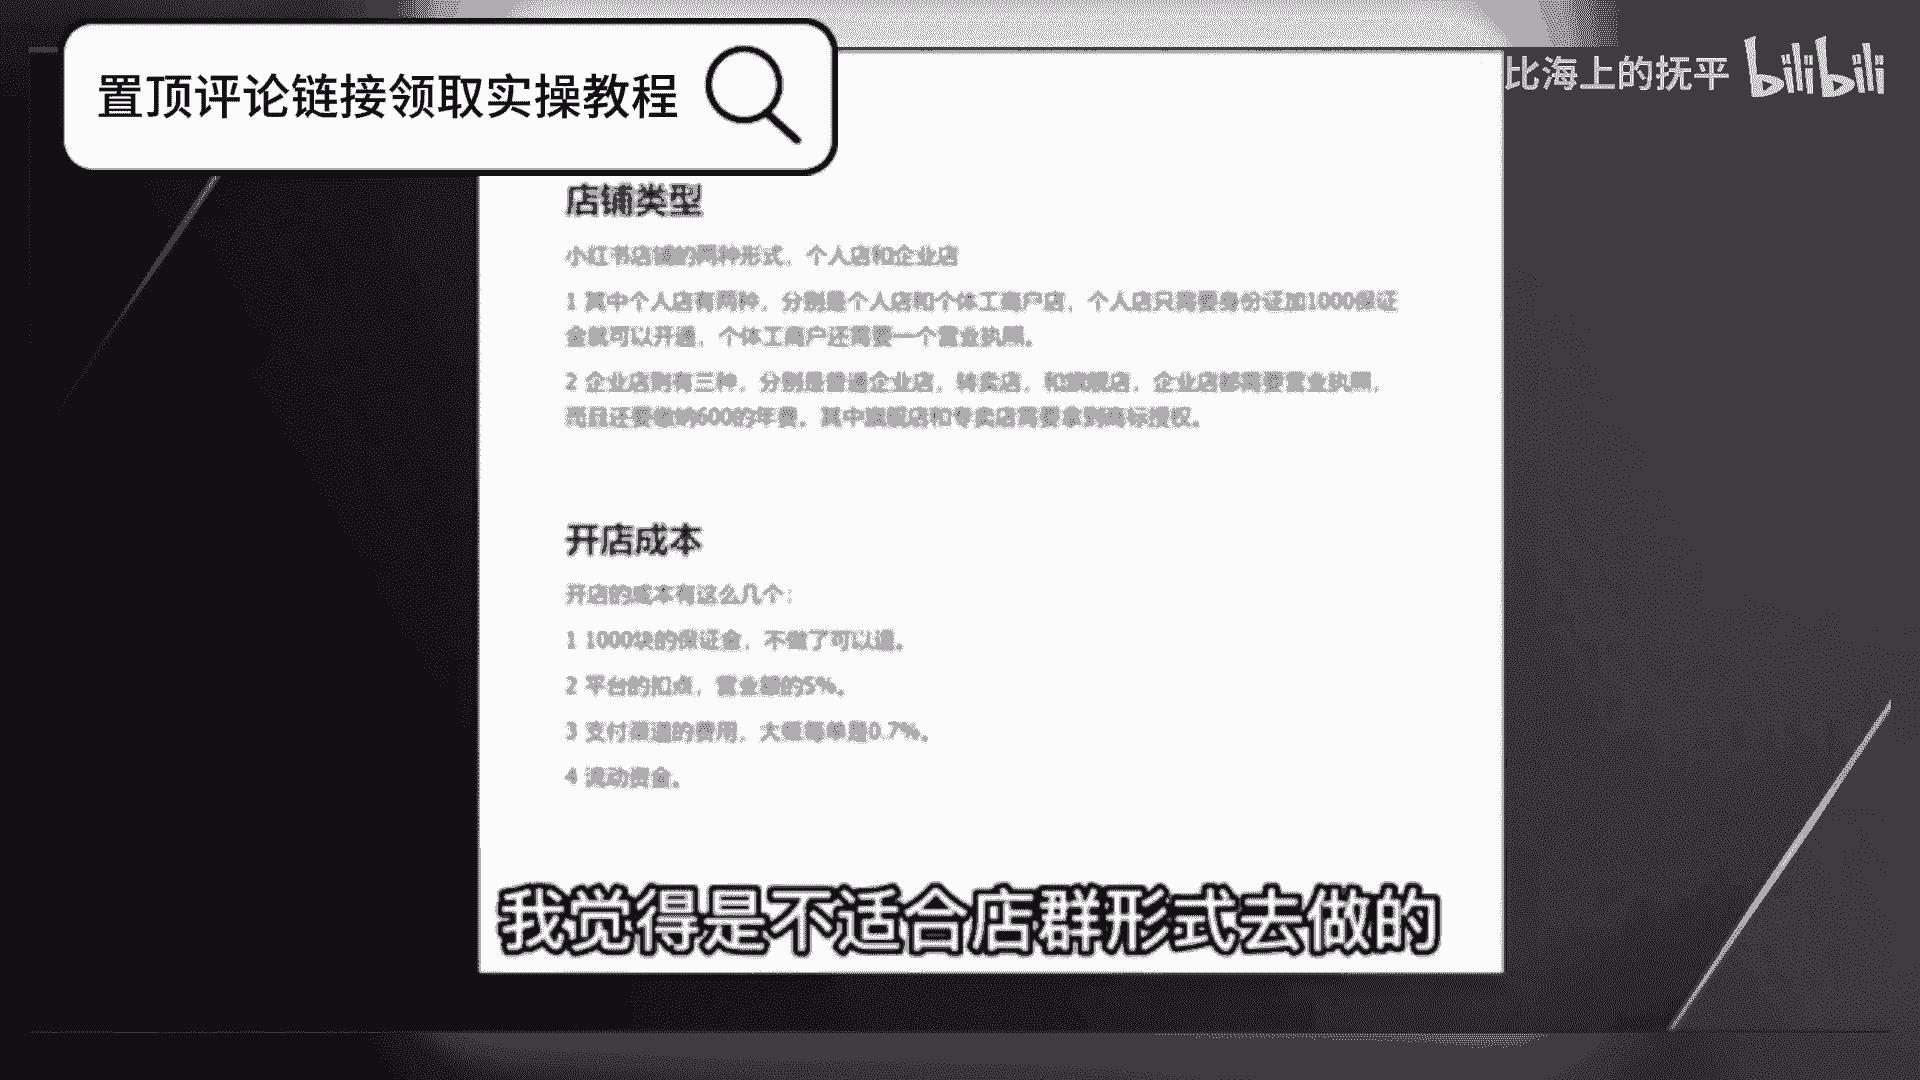 置顶评论链接领取实操教程
比海上的抚平 bilibili
店铺类型
小红书店铺的两种形式，个人店和企业店
1 其中个人店有两种，分别是个人店和个体工商户店，个人店只需要身份证加1000保证
金就可以开通，个体工商户还需要一个营业执照。
2 企业店则有三种，分别是普通企业店，专卖店，和旗舰店，企业店都需要营业执照，
而且还要缴纳600的年费。其中旗舰店和专卖店需要拿到商标授权。
开店成本
开店的成本有这么几个：
1 1000块的保证金，不做了可以退。
2 平台的扣点，营业额的5%。
3 支付渠道的费用，大概每单是0.7%。
4 流动资金。
我觉得是不适合店群形式去做的